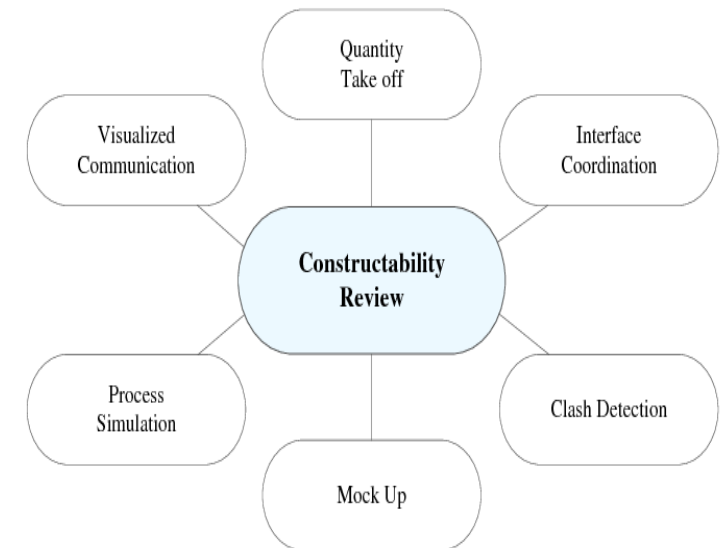 Quantity
Take off
Visualized
Communication
Interface
Coordination
Constructability
Review
Process
Simulation
Clash Detection
Mock Up